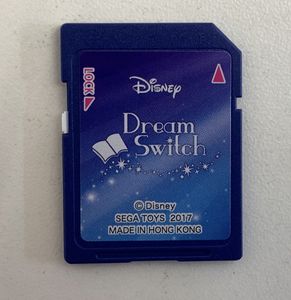 LOCK
Disney
Dream
Switch
© Disney
SEGA TOYS 2017
MADE IN HONG KONG